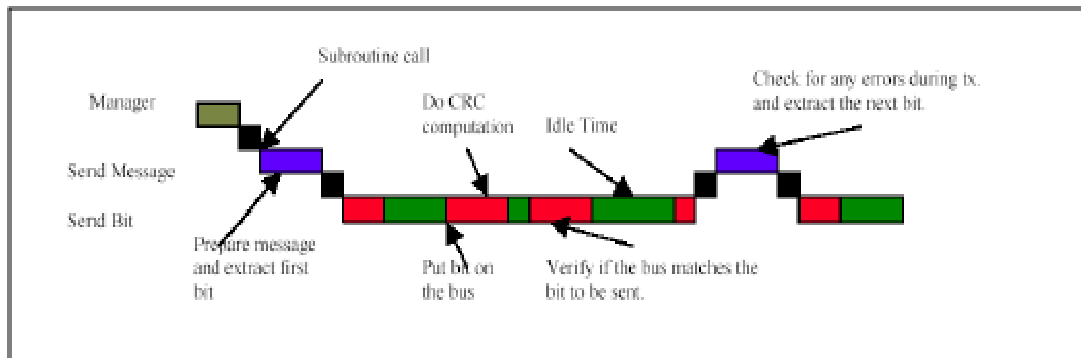 Subroutine call
Manager
Do CRC
computation
Idle Time
Check for any errors during tx.
and extract the next bit.
Send Message
Send Bit
Prepare message
and extract first
bit
Put bit on
the bus
Verify if the bus matches the
bit to be sent.